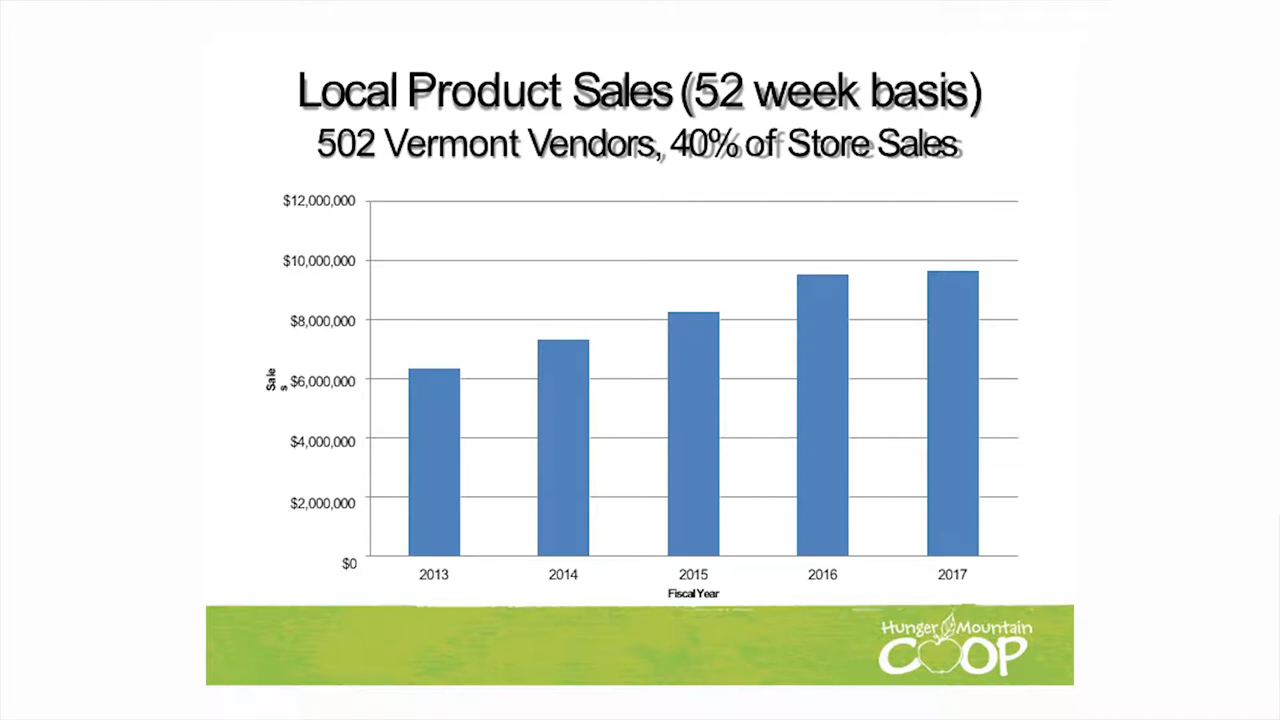 Local Product Sales (52 week basis)
502 Vermont Vendors, 40% of Store Sales
$12,000,000
$10,000,000
$8,000,000
$6,000,000
$4,000,000
$2,000,000
$0
Sale
s
2013 2014 2015 2016 2017
Fiscal Year
Hunger Mountain
COOP